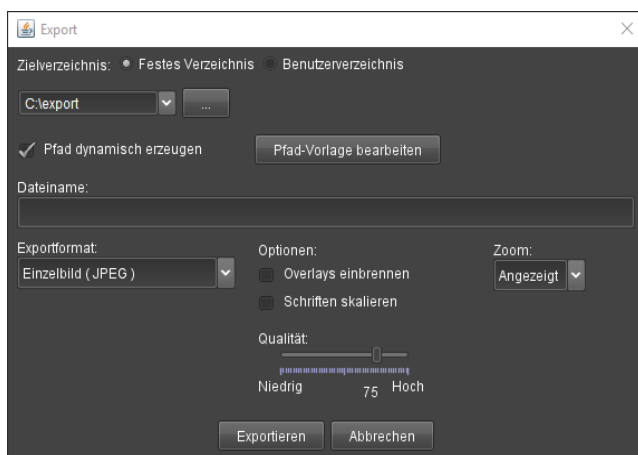 Export
Zielverzeichnis: Festes Verzeichnis Benutzerverzeichnis
C:\export ...
Pfad dynamisch erzeugen Pfad-Vorlage bearbeiten
Dateiname:
Exportformat: Optionen: Zoom:
Einzelbild ( JPEG ) Overlays einbrennen Angezeigt
Schriften skalieren
Qualität:
Niedrig 75 Hoch
Exportieren Abbrechen